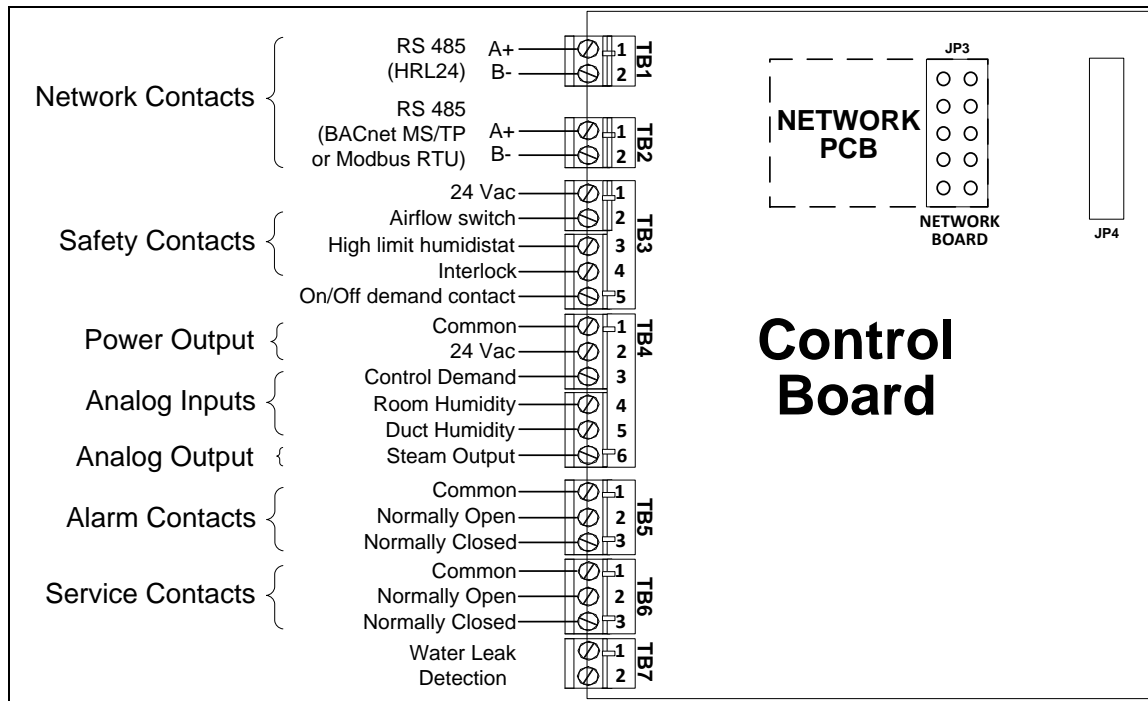 Network Contacts
RS 485
(HRL24)
A+
B-
1
2
TB1
RS 485
(BACnet MS/TP
or Modbus RTU)
A+
B-
1
2
TB2
Safety Contacts
24 Vac
Airflow switch
High limit humidistat
Interlock
On/Off demand contact
1
2
3
4
5
TB3
Power Output
Analog Inputs
Analog Output
Common
24 Vac
Control Demand
Room Humidity
Duct Humidity
Steam Output
1
2
3
4
5
6
TB4
Alarm Contacts
Common
Normally Open
Normally Closed
1
2
3
TB5
Service Contacts
Common
Normally Open
Normally Closed
1
2
3
TB6
Water Leak
Detection
1
2
TB7
NETWORK
PCB
JP3
NETWORK
BOARD
JP4
Control
Board